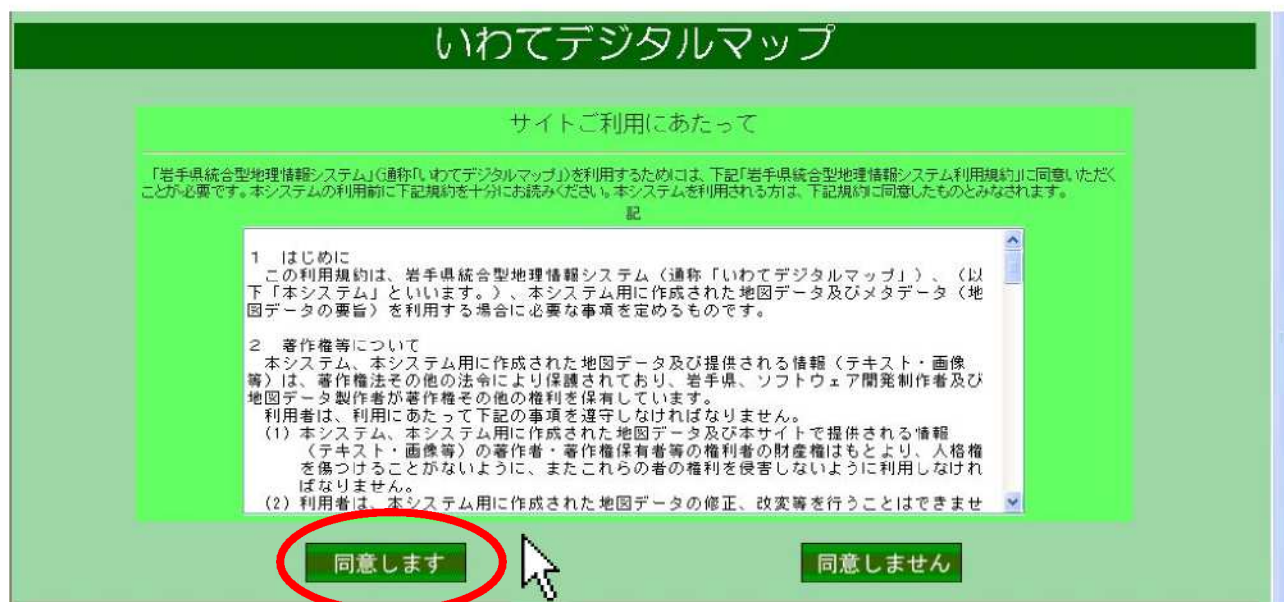 いわてデジタルマップ
サイトご利用にあたって
「岩手県統合型地理情報システム」(通称「いわてデジタルマップ」)を利用するためには、下記「岩手県統合型地理情報システム利用規約」に同意いただく
ことが必要です。本システムの利用前に下記規約を十分にお読みください。本システムを利用される方は、下記規約に同意したものとみなされます。
記
1 はじめに
この利用規約は、岩手県統合型地理情報システム(通称「いわてデジタルマップ」)、(以
下「本システム」といいます。)、本システム用に作成された地図データ及びメタデータ(地
図データの要旨)を利用する場合に必要な事項を定めるものです。
2 著作権等について
本システム、本システム用に作成された地図データ及び提供される情報(テキスト・画像
等)は、著作権法その他の法令により保護されており、岩手県、ソフトウェア開発制作者及び
地図データ製作者が著作権その他の権利を保有しています。
利用者は、利用にあたって下記の事項を遵守しなければなりません。
(1) 本システム、本システム用に作成された地図データ及び本サイトで提供される情報
(テキスト・画像等)の著作者・著作権保有者等の権利者の財産権はもとより、人格権
を傷つけることがないように、またこれらの者の権利を侵害しないように利用しなけれ
ばなりません。
(2) 利用者は、本システム用に作成された地図データの修正、改変等を行うことはできませ
同意します
同意しません